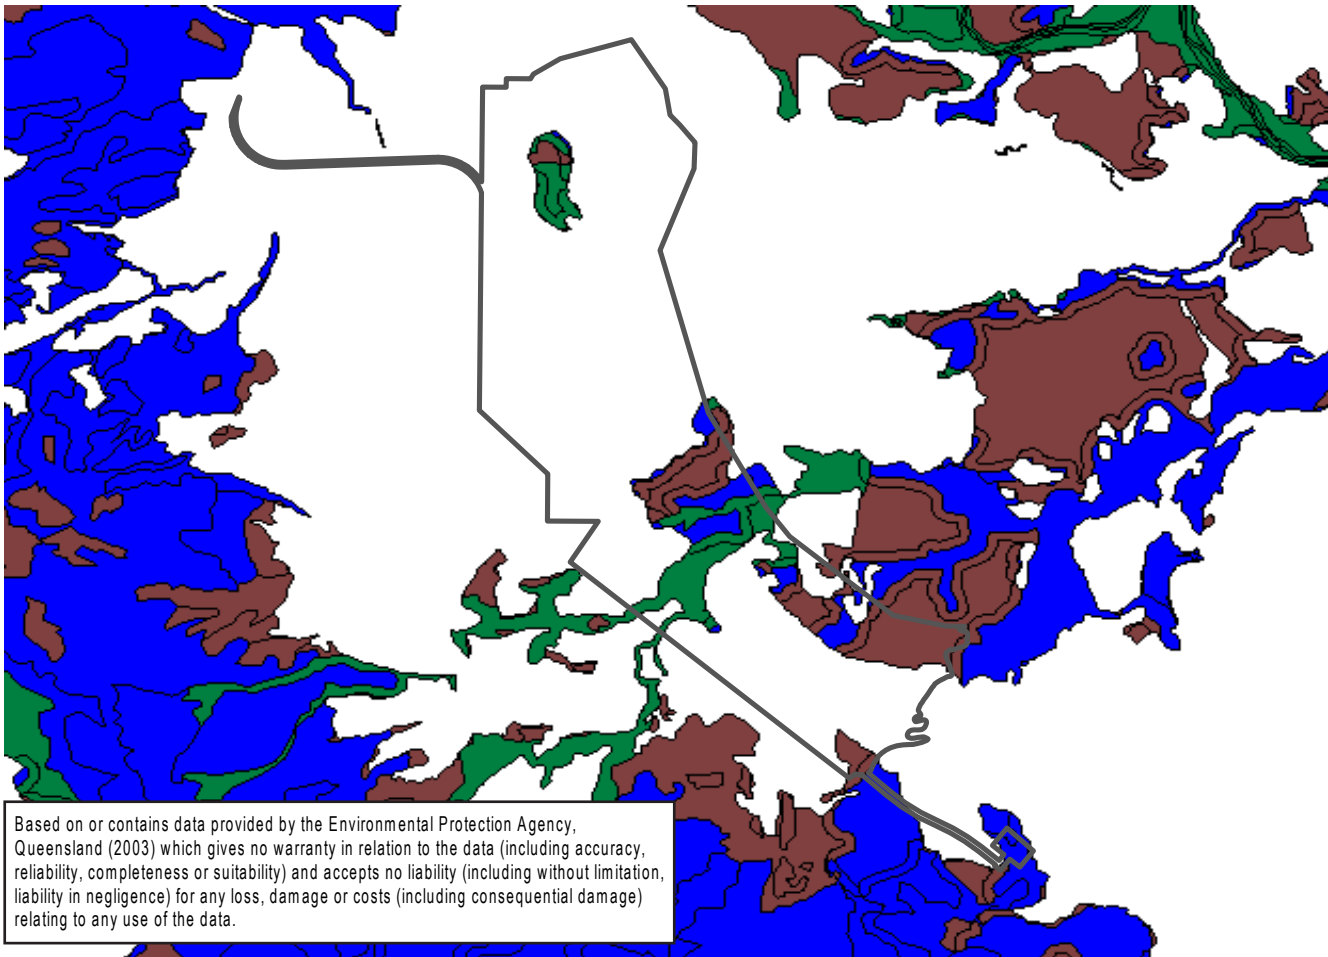 Based on or contains data provided by the Environmental Protection Agency,
Queensland (2003) which gives no warranty in relation to the data (including accuracy,
reliability, completeness or suitability) and accepts no liability (including without limitation,
liability in negligence) for any loss, damage or costs (including consequential damage)
relating to any use of the data.